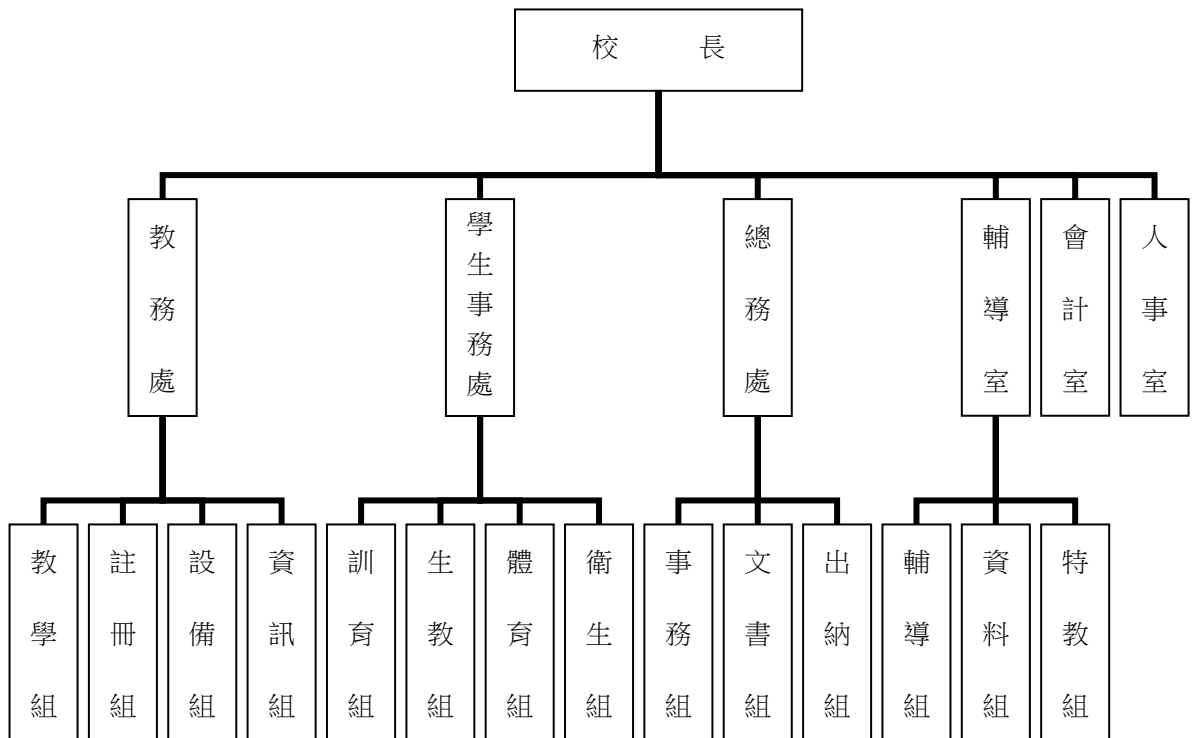 校長
教務處
學生事務處
總務處
輔導室
會計室
人事室
教學組
註冊組
設備組
資訊組
訓育組
生教組
體育組
衛生組
事務組
文書組
出納組
輔導組
資料組
特教組